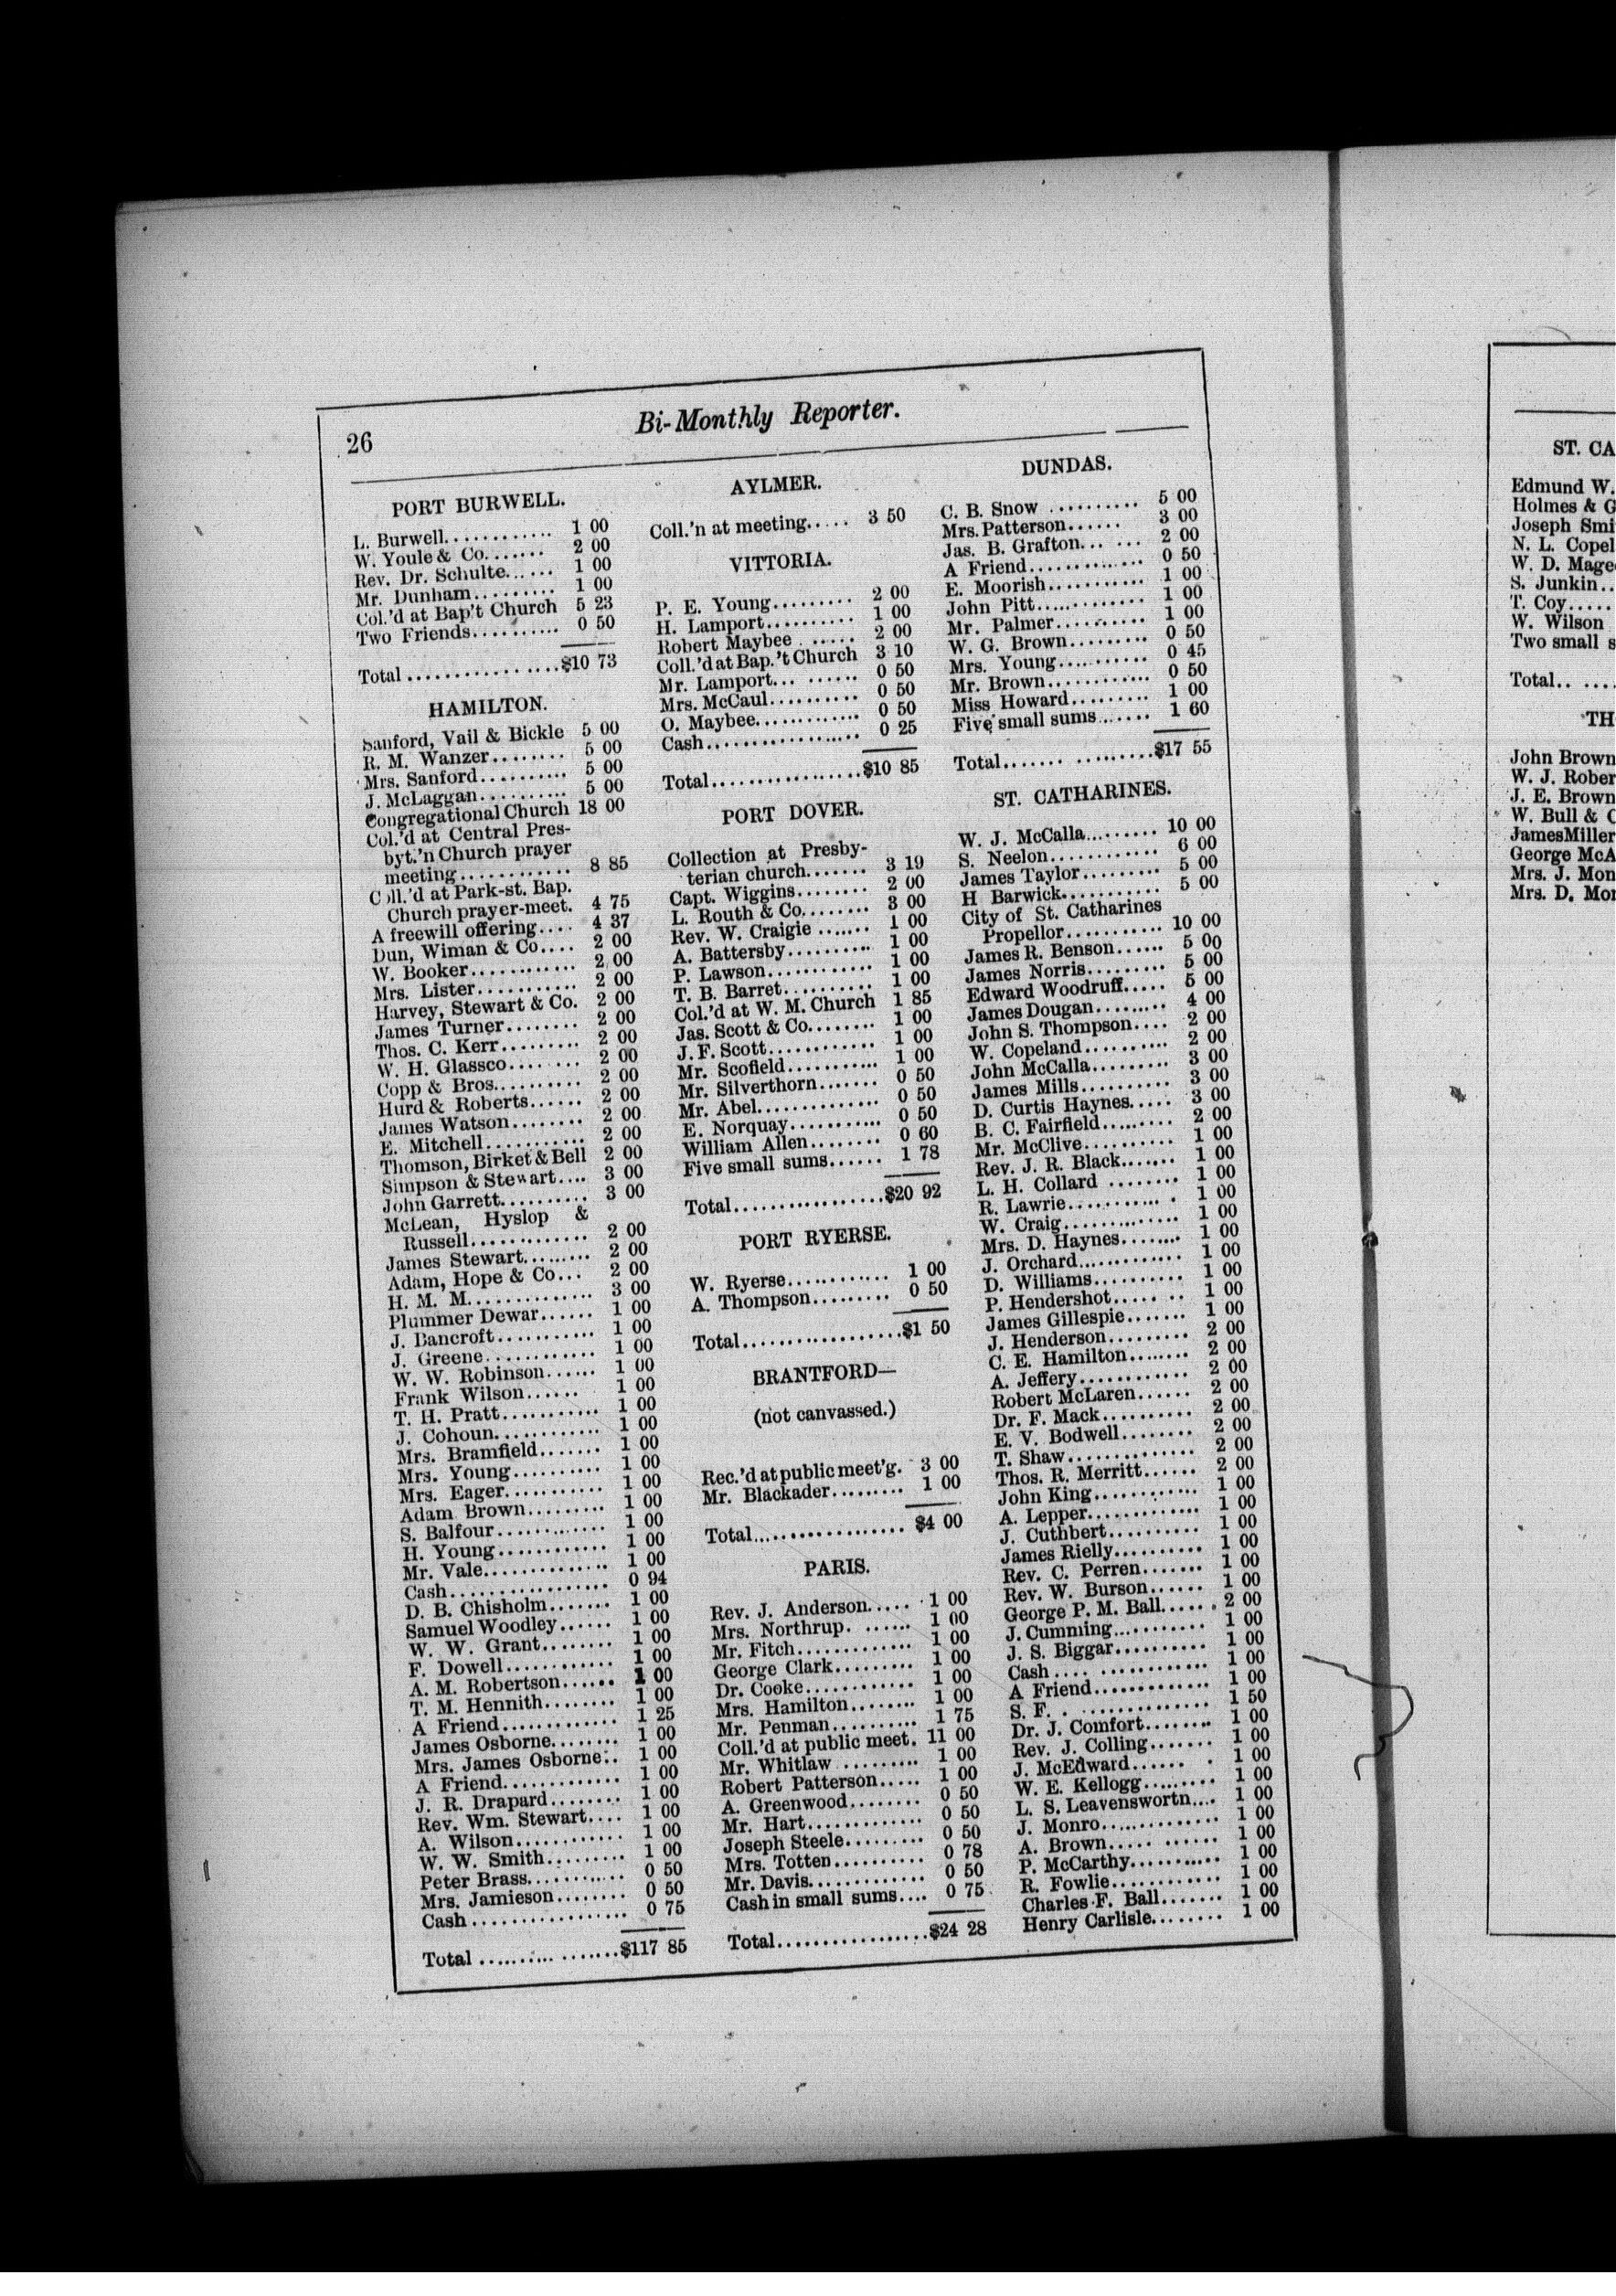 26
Bi-Monthly Reporter.
PORT BURWELL.
L. Burwell............ 1 00
W. Youle & Co....... 2 00
Rev. Dr. Schulte...... 1 00
Mr. Dunham......... 1 00
Col.'d at Bap't Church 5 23
Two Friends.......... 0 50
Total................$10 73
HAMILTON.
Sanford, Vail & Bickle 5 00
R. M. Wanzer........ 5 00
Mrs. Sanford.......... 5 00
J. McLaggan.......... 5 00
Congregational Church 18 00
Col.'d at Central Pres-
byt.'n Church prayer
meeting............ 8 85
Coll.'d at Park-st. Bap.
Church prayer-meet. 4 75
A freewill offering.... 4 37
Dun, Wiman & Co.... 2 00
W. Booker............ 2 00
Mrs. Lister........... 2 00
Harvey, Stewart & Co. 2 00
James Turner........ 2 00
Thos. C. Kerr......... 2 00
W. H. Glassco........ 2 00
Copp & Bros.......... 2 00
Hurd & Roberts...... 2 00
James Watson........ 2 00
E. Mitchell........... 2 00
Thomson, Birket & Bell 2 00
Simpson & Stewart.... 3 00
John Garrett.......... 3 00
McLean, Hyslop &
Russell............. 2 00
James Stewart......... 2 00
Adam, Hope & Co... 2 00
H. M. M.............. 3 00
Plummer Dewar...... 1 00
J. Bancroft........... 1 00
J. Greene............ 1 00
W. W. Robinson...... 1 00
Frank Wilson...... 1 00
T. H. Pratt........... 1 00
J. Cohoun............ 1 00
Mrs. Bramfield....... 1 00
Mrs. Young.......... 1 00
Mrs. Eager........... 1 00
Adam Brown......... 1 00
S. Balfour............ 1 00
H. Young............ 1 00
Mr. Vale.............. 1 00
Cash................. 0 94
D. B. Chisholm....... 1 00
Samuel Woodley...... 1 00
W. W. Grant........ 1 00
F. Dowell............ 1 00
A. M. Robertson...... 1 00
T. M. Hennith........ 1 00
A Friend............. 1 25
James Osborne........ 1 00
Mrs. James Osborne.. 1 00
A Friend............ 1 00
J. R. Drapard........ 1 00
Rev. Wm. Stewart.... 1 00
A. Wilson............ 1 00
W. W. Smith......... 1 00
Peter Brass........... 0 50
Mrs. Jamieson........ 0 50
Cash................. 0 75
Total................$117 85
AYLMER.
Coll.'n at meeting..... 3 50
VITTORIA.
P. E. Young......... 2 00
H. Lamport.......... 1 00
Robert Maybee ...... 2 00
Coll.'d at Bap.'t Church 3 10
Mr. Lamport... ...... 0 50
Mrs. McCaul.......... 0 50
O. Maybee............ 0 50
Cash................ 0 25
Total................$10 85
PORT DOVER.
Collection at Presby-
terian church....... 3 19
Capt. Wiggins........ 2 00
L. Routh & Co........ 3 00
Rev. W. Craigie ...... 1 00
A. Battersby.......... 1 00
P. Lawson............ 1 00
T. B. Barret.......... 1 00
Col.'d at W. M. Church 1 85
Jas. Scott & Co........ 1 00
J. F. Scott............ 1 00
Mr. Scofield........... 1 00
Mr. Silverthorn....... 0 50
Mr. Abel............. 0 50
E. Norquay........... 0 50
William Allen........ 0 60
Five small sums...... 1 78
Total.................$20 92
PORT RYERSE.
W. Ryerse............ 1 00
A. Thompson......... 0 50
Total.................$1 50
BRANTFORD—
(not canvassed.)
Rec.'d at public meet'g. 3 00
Mr. Blackader......... 1 00
Total................. $4 00
PARIS.
Rev. J. Anderson..... 1 00
Mrs. Northrup....... 1 00
Mr. Fitch............. 1 00
George Clark......... 1 00
Dr. Cooke............ 1 00
Mrs. Hamilton........ 1 00
Mr. Penman.......... 1 75
Coll.'d at public meet. 11 00
Mr. Whitlaw ......... 1 00
Robert Patterson..... 1 00
A. Greenwood........ 0 50
Mr. Hart............. 0 50
Joseph Steele......... 0 50
Mrs. Totten.......... 0 78
Mr. Davis............. 0 50
Cash in small sums.... 0 75
Total.................$24 28
DUNDAS.
C. B. Snow .......... 5 00
Mrs. Patterson...... 3 00
Jas. B. Grafton... ... 2 00
A Friend............. 0 50
E. Moorish........... 1 00
John Pitt............ 1 00
Mr. Palmer.......... 1 00
W. G. Brown......... 0 50
Mrs. Young.......... 0 45
Mr. Brown........... 0 50
Miss Howard......... 1 00
Five small sums....... 1 60
Total....... .........$17 55
ST. CATHARINES.
W. J. McCalla......... 10 00
S. Neelon............ 6 00
James Taylor......... 5 00
H Barwick........... 5 00
City of St. Catharines
Propellor........... 10 00
James R. Benson...... 5 00
James Norris......... 5 00
Edward Woodruff..... 5 00
James Dougan........ 4 00
John S. Thompson.... 2 00
W. Copeland.......... 2 00
John McCalla......... 3 00
James Mills.......... 3 00
D. Curtis Haynes..... 3 00
B. C. Fairfield......... 2 00
Mr. McClive.......... 1 00
Rev. J. R. Black....... 1 00
L. H. Collard ........ 1 00
R. Lawrie........... . 1 00
W. Craig............. 1 00
Mrs. D. Haynes....... 1 00
J. Orchard............ 1 00
D. Williams.......... 1 00
P. Hendershot..... .. 1 00
James Gillespie....... 1 00
J. Henderson......... 2 00
C. E. Hamilton........ 2 00
A. Jeffery............ 2 00
Robert McLaren...... 2 00
Dr. F. Mack.......... 2 00
E. V. Bodwell........ 2 00
T. Shaw.............. 2 00
Thos. R. Merritt...... 2 00
John King............ 1 00
A. Lepper............ 1 00
J. Cuthbert.......... 1 00
James Rielly.......... 1 00
Rev. C. Perren....... 1 00
Rev. W. Burson...... 1 00
George P. M. Ball...... 2 00
J. Cumming.......... 1 00
J. S. Biggar.......... 1 00
Cash.... ............ 1 00
A Friend............. 1 00
S. F. . .............. 1 50
Dr. J. Comfort........ 1 00
Rev. J. Colling....... 1 00
J. McEdward...... . 1 00
W. E. Kellogg......... 1 00
L. S. Leavenswortn.... 1 00
J. Monro............. 1 00
A. Brown..... ...... 1 00
P. McCarthy.......... 1 00
R. Fowlie............ 1 00
Charles F. Ball....... 1 00
Henry Carlisle........ 1 00
ST. CA
Edmund W.
Holmes & G
Joseph Smi
N. L. Copel
W. D. Mage
S. Junkin..
T. Coy.....
W. Wilson
Two small s
Total.. ....
TH
John Brown
W. J. Rober
J. E. Brown
W. Bull & C
James Miller
George McA
Mrs. J. Mon
Mrs. D. Mor